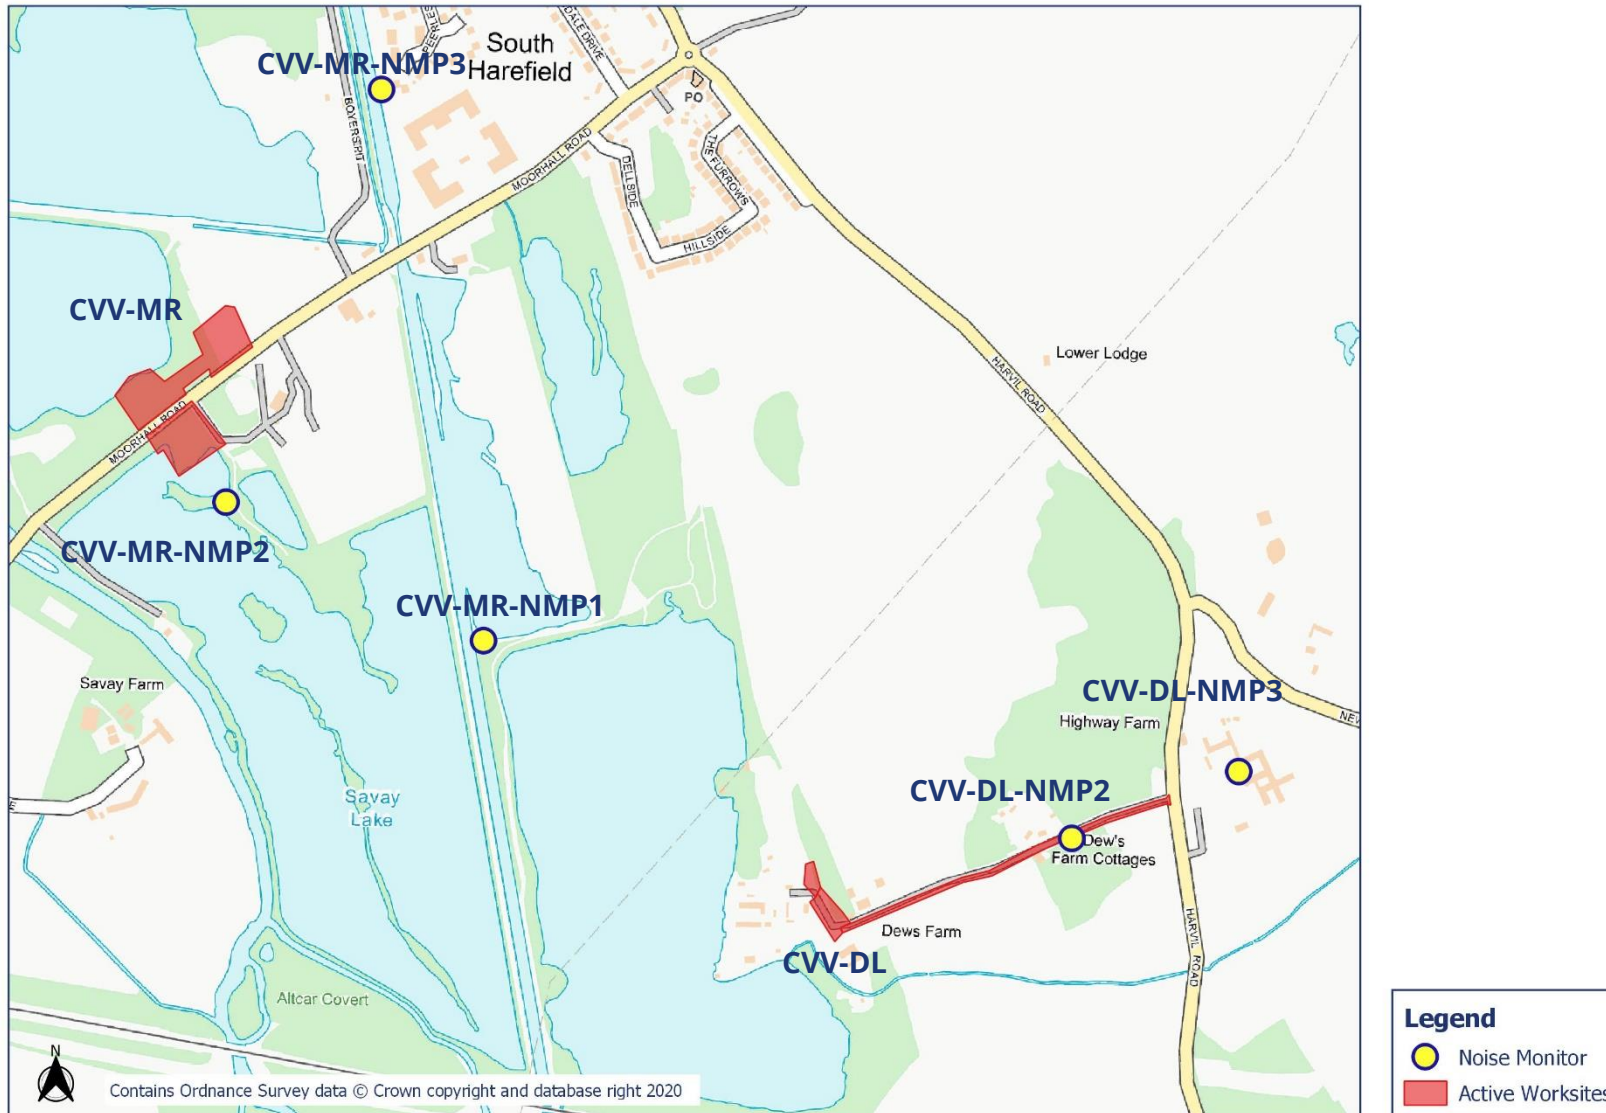 South
Harefield
CVV-MR-NMP3
PEERLES
DALE DRIVE
BOYERS PIT
PO
MOORHALL ROAD
DELLSIDE
THE FURROWS
HILLSIDE
CVV-MR
Lower Lodge
HARVIL ROAD
MOORHALL ROAD
CVV-MR-NMP2
CVV-MR-NMP1
Savay Farm
CVV-DL-NMP3
Highway Farm
NEW
CVV-DL-NMP2
Savay
Lake
Dew's
Farm Cottages
Dews Farm
CVV-DL
HARVIL ROAD
Altcar Covert
N
Contains Ordnance Survey data © Crown copyright and database right 2020
Legend
Noise Monitor
Active Worksites